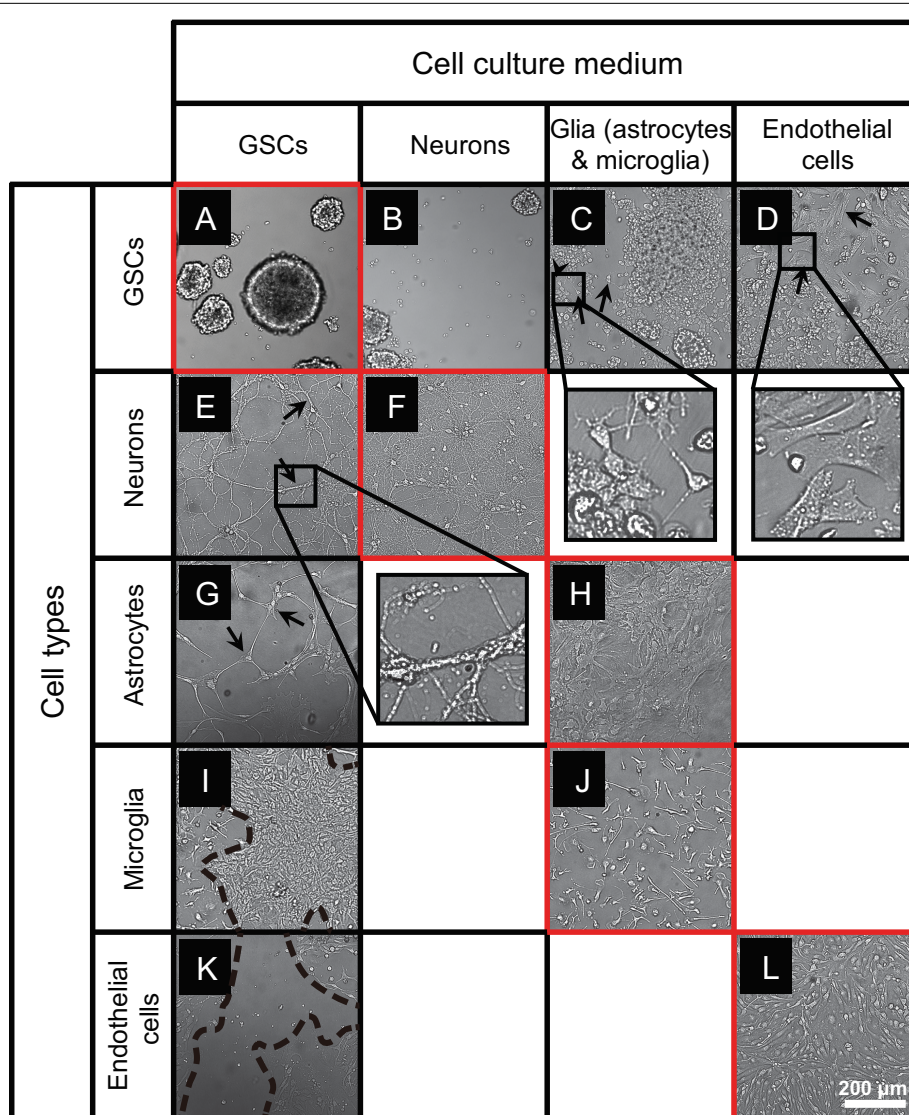 Cell culture medium
GSCs
Neurons
Glia (astrocytes
& microglia)
Endothelial
cells
Cell types
GSCs
A
B
C
D
Neurons
E
F
Astrocytes
G
H
Microglia
I
J
Endothelial
cells
K
L
200 µm